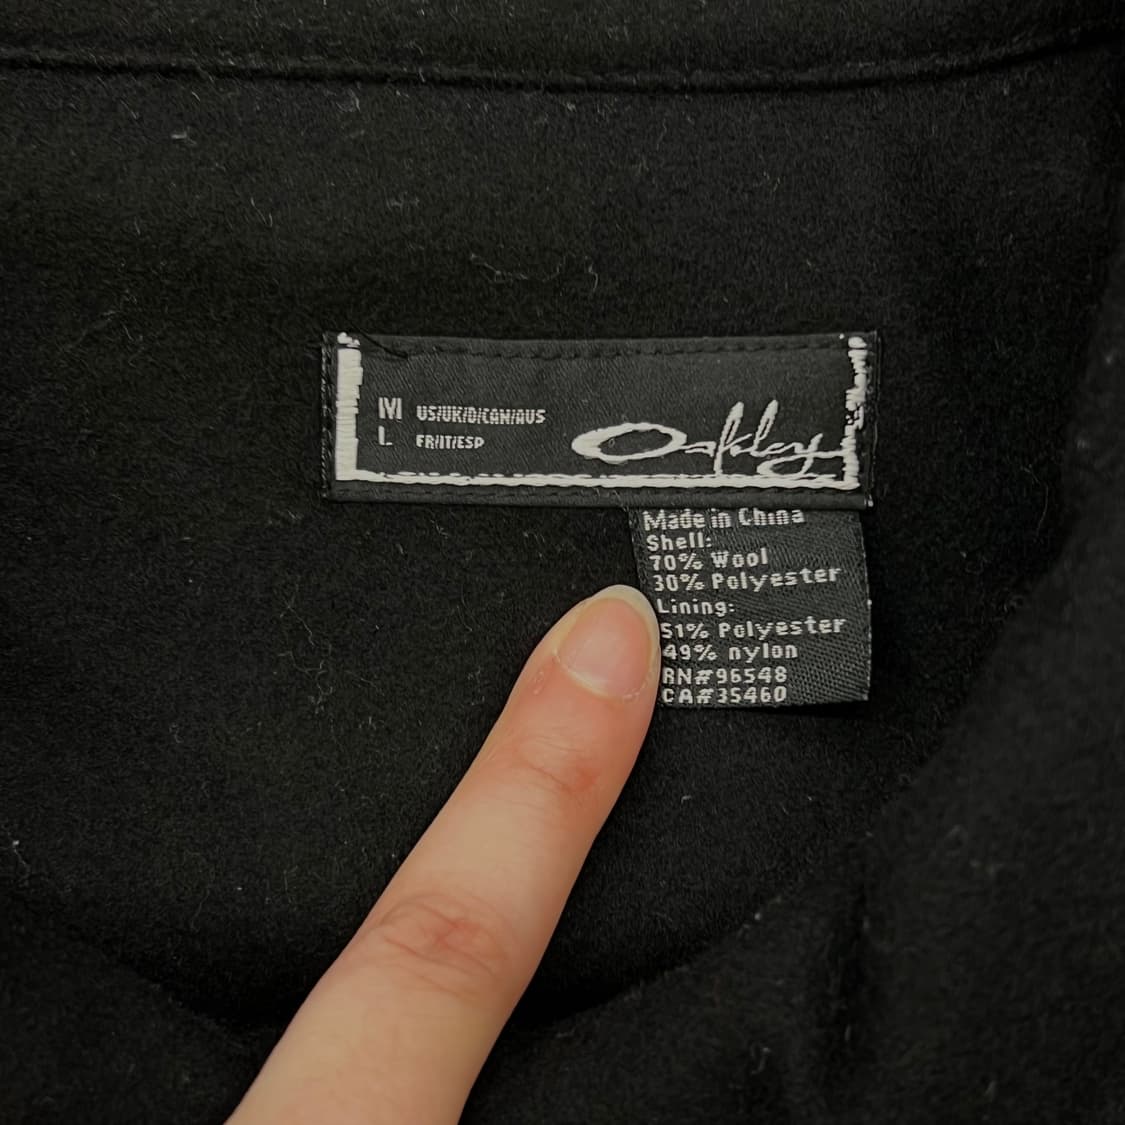 M US/UK/D/CAN/AUS
L FR/IT/ESP
Oakley
Made in China
Shell:
70% Wool
30% Polyester
Lining:
51% Polyester
49% nylon
RN#96548
CA#35460